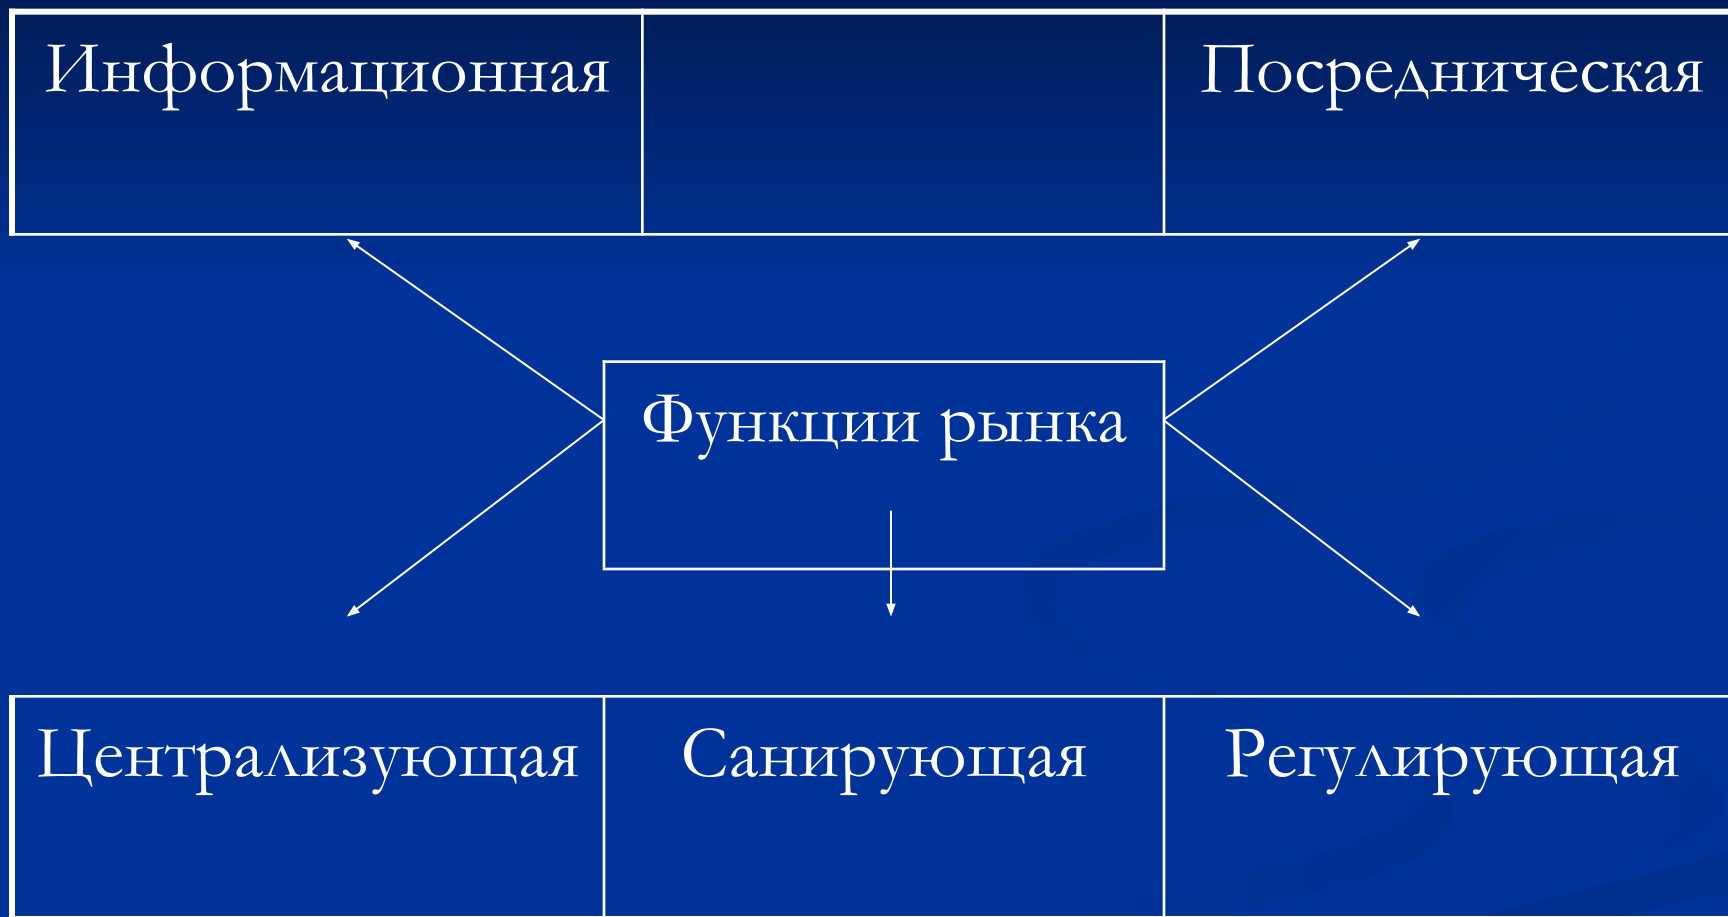 Информационная
Посредническая
Функции рынка
Централизующая
Санирующая
Регулирующая